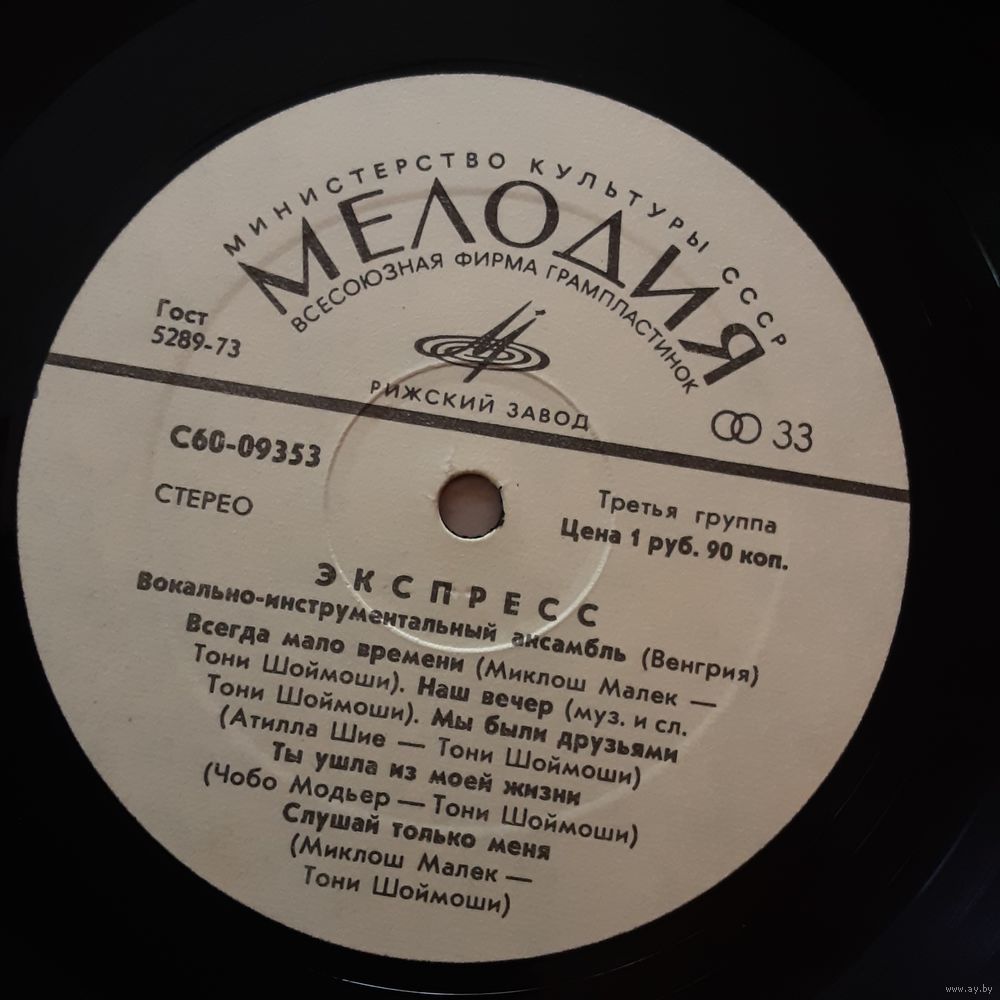 МИНИСТЕРСТВО КУЛЬТУРЫ СССР
МЕЛОДИЯ
ВСЕСОЮЗНАЯ ФИРМА ГРАМПЛАСТИНОК
Гост
5289-73
РИЖСКИЙ ЗАВОД
33
С60-09353
СТЕРЕО
Третья группа
Цена 1 руб. 90 коп.
ЭКСПРЕСС
Вокально-инструментальный ансамбль (Венгрия)
Всегда мало времени (Миклош Малек —
Тони Шоймоши). Наш вечер (муз. и сл.
Тони Шоймоши). Мы были друзьями
(Атилла Шие — Тони Шоймоши)
Ты ушла из моей жизни
(Чобо Модьер — Тони Шоймоши)
Слушай только меня
(Миклош Малек —
Тони Шоймоши)
www.ay.by